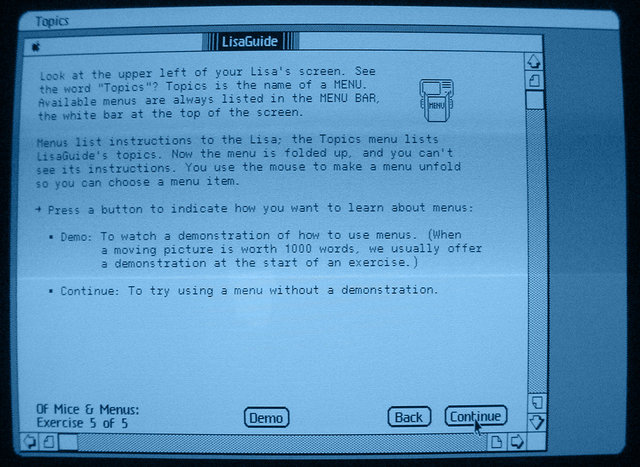 Topics
LisaGuide
Look at the upper left of your Lisa's screen. See
the word "Topics"? Topics is the name of a MENU.
Available menus are always listed in the MENU BAR,
the white bar at the top of the screen.
MENU
Menus list instructions to the Lisa; the Topics menu lists
LisaGuide's topics. Now the menu is folded up, and you can't
see its instructions. You use the mouse to make a menu unfold
so you can choose a menu item.
→ Press a button to indicate how you want to learn about menus:
• Demo: To watch a demonstration of how to use menus. (When
a moving picture is worth 1000 words, we usually offer
a demonstration at the start of an exercise.)
• Continue: To try using a menu without a demonstration.
Of Mice & Menus:
Exercise 5 of 5
Demo
Back
Continue